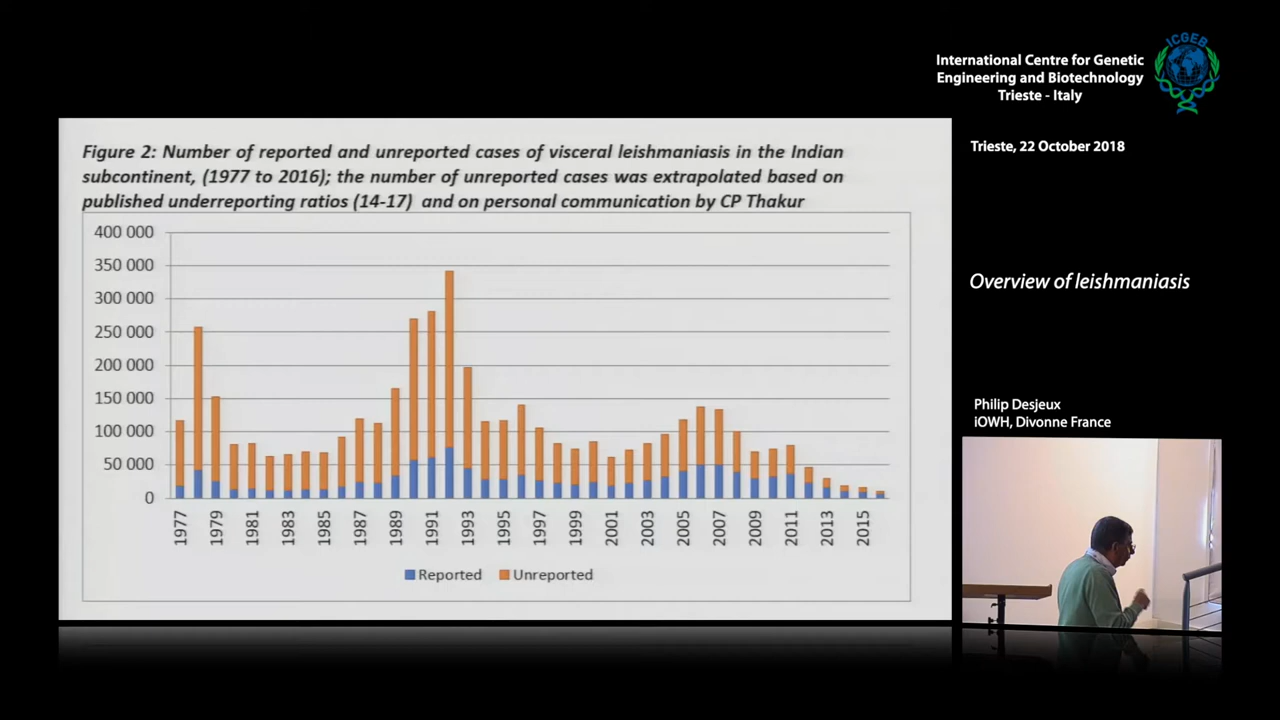 ICGEB
International Centre for Genetic
Engineering and Biotechnology
Trieste - Italy
Trieste, 22 October 2018
Figure 2: Number of reported and unreported cases of visceral leishmaniasis in the Indian
subcontinent, (1977 to 2016); the number of unreported cases was extrapolated based on
published underreporting ratios (14-17) and on personal communication by CP Thakur
400 000
350 000
300 000
250 000
200 000
150 000
100 000
50 000
0
1977
1979
1981
1983
1985
1987
1989
1991
1993
1995
1997
1999
2001
2003
2005
2007
2009
2011
2013
2015
Reported
Unreported
Overview of leishmaniasis
Philip Desjeux
iOWH, Divonne France